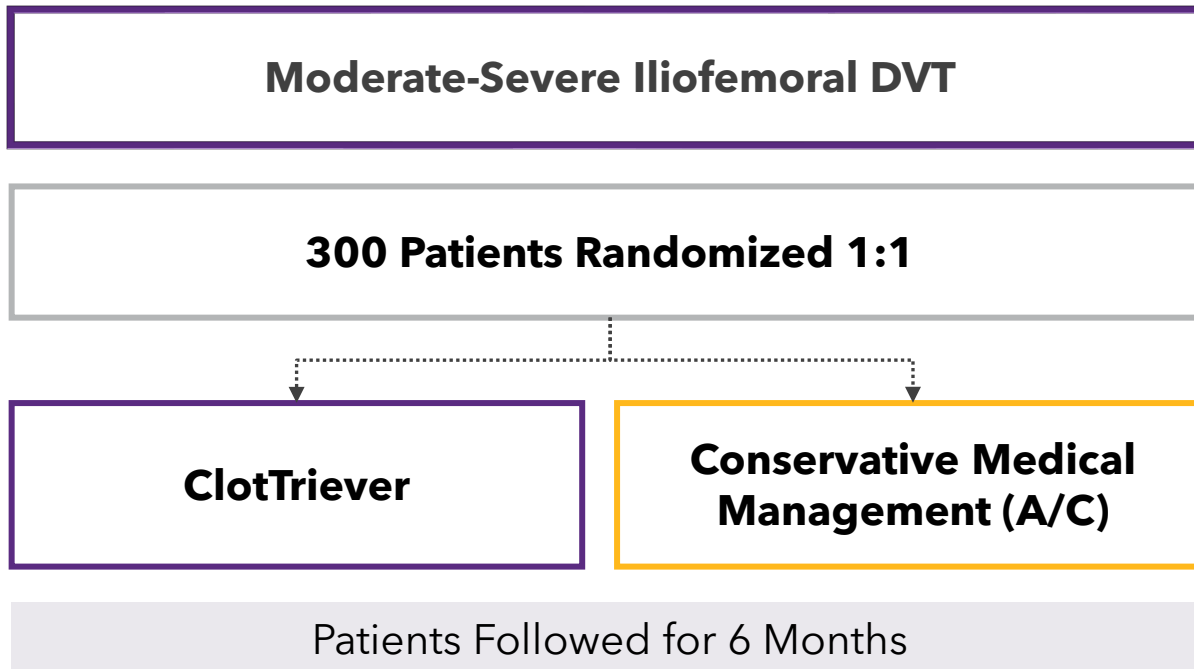 Moderate-Severe Iliofemoral DVT
300 Patients Randomized 1:1
ClotTriever
Conservative Medical
Management (A/C)
Patients Followed for 6 Months